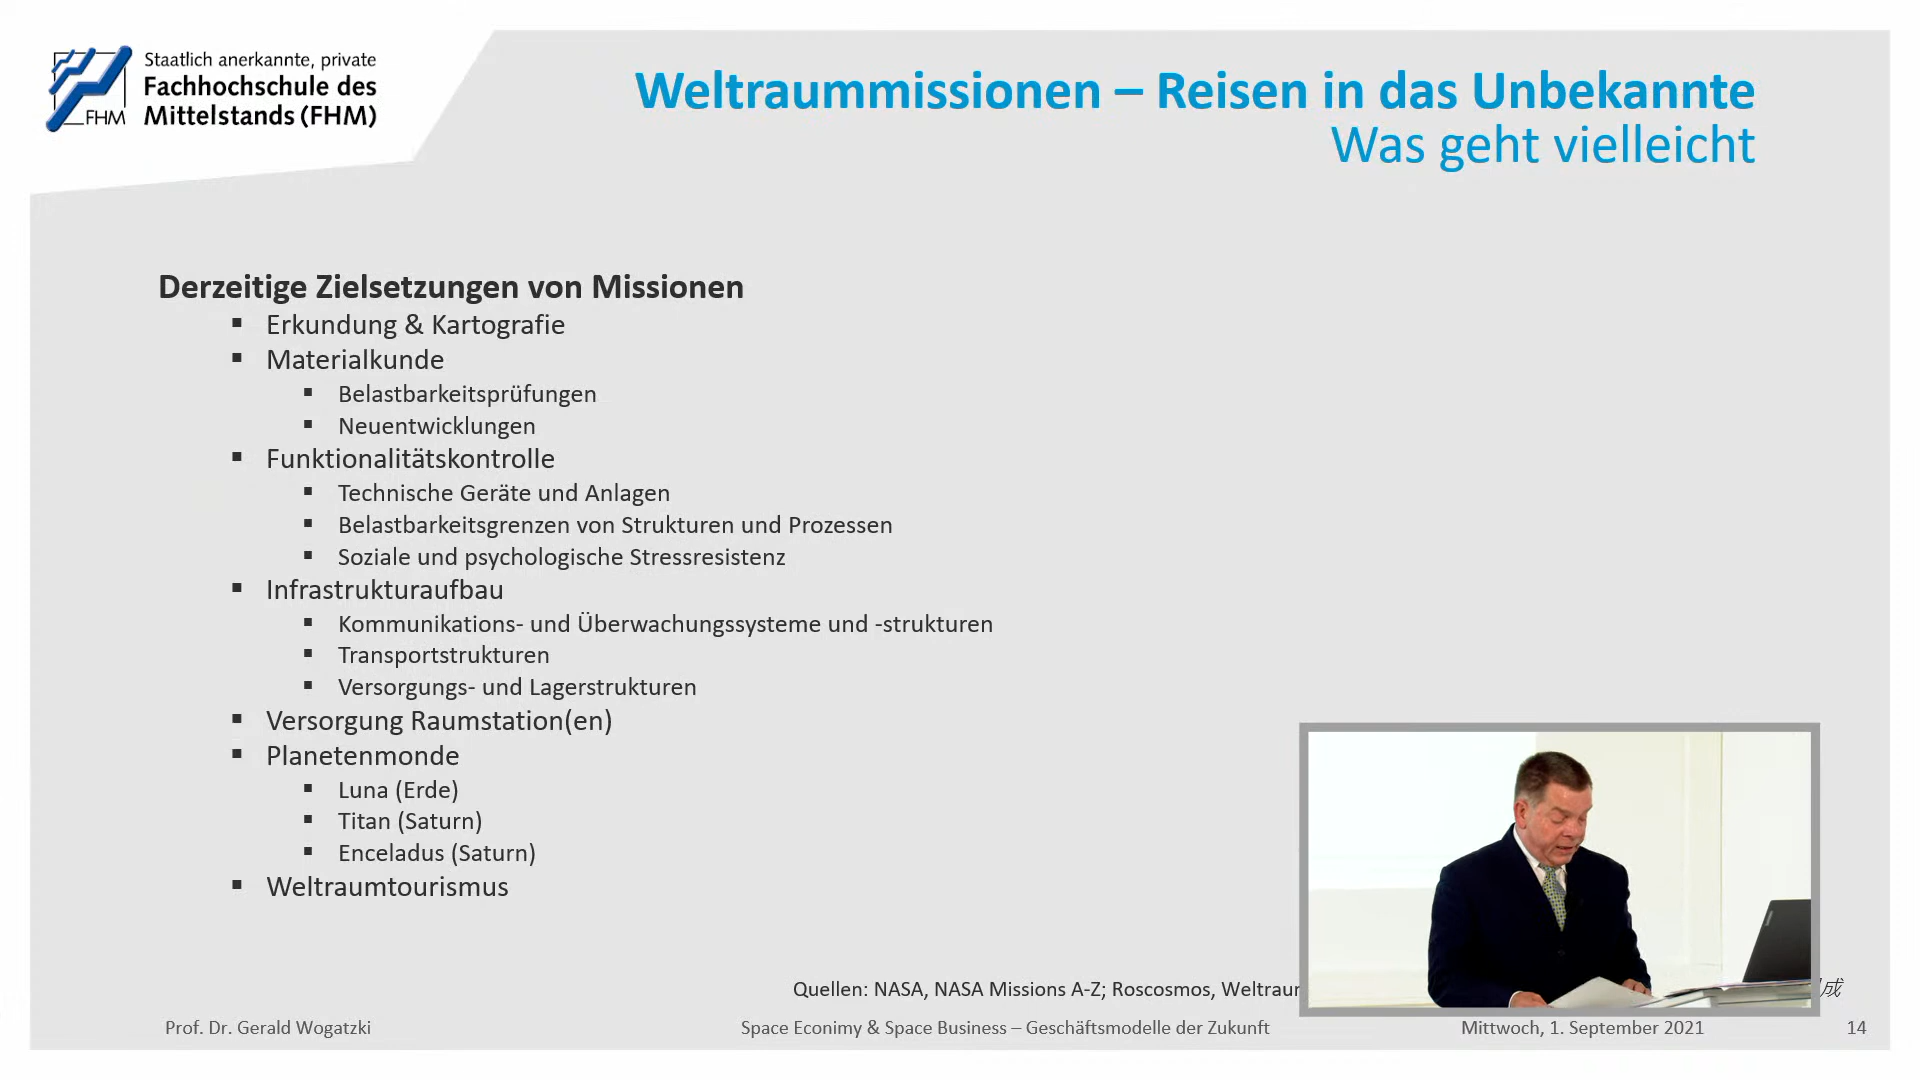 Staatlich anerkannte, private
Fachhochschule des
Mittelstands (FHM)
FHM
Weltraummissionen – Reisen in das Unbekannte
Was geht vielleicht
Derzeitige Zielsetzungen von Missionen
▪ Erkundung & Kartografie
▪ Materialkunde
▪ Belastbarkeitsprüfungen
▪ Neuentwicklungen
▪ Funktionalitätskontrolle
▪ Technische Geräte und Anlagen
▪ Belastbarkeitsgrenzen von Strukturen und Prozessen
▪ Soziale und psychologische Stressresistenz
▪ Infrastrukturaufbau
▪ Kommunikations- und Überwachungssysteme und -strukturen
▪ Transportstrukturen
▪ Versorgungs- und Lagerstrukturen
▪ Versorgung Raumstation(en)
▪ Planetenmonde
▪ Luna (Erde)
▪ Titan (Saturn)
▪ Enceladus (Saturn)
▪ Weltraumtourismus
Quellen: NASA, NASA Missions A-Z; Roscosmos, 成
Prof. Dr. Gerald Wogatzki
Space Econimy & Space Business – Geschäftsmodelle der Zukunft
Mittwoch, 1. September 2021
14